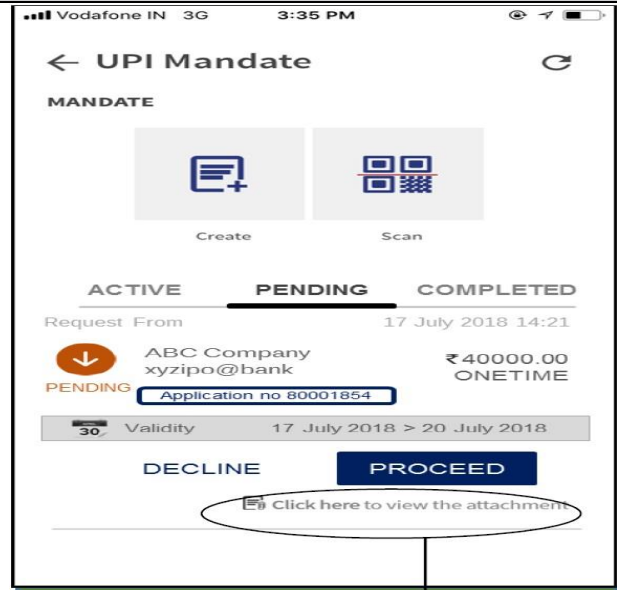 Vodafone IN 3G 3:35 PM
← UPI Mandate
MANDATE
Create Scan
ACTIVE PENDING COMPLETED
Request From 17 July 2018 14:21
ABC Company ₹40000.00
xyzipo@bank ONETIME
PENDING
Application no 80001854
30 Validity 17 July 2018 > 20 July 2018
DECLINE PROCEED
Click here to view the attachment